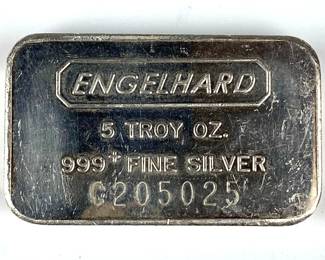 ENGELHARD
5 TROY OZ.
999+ FINE SILVER
C205025